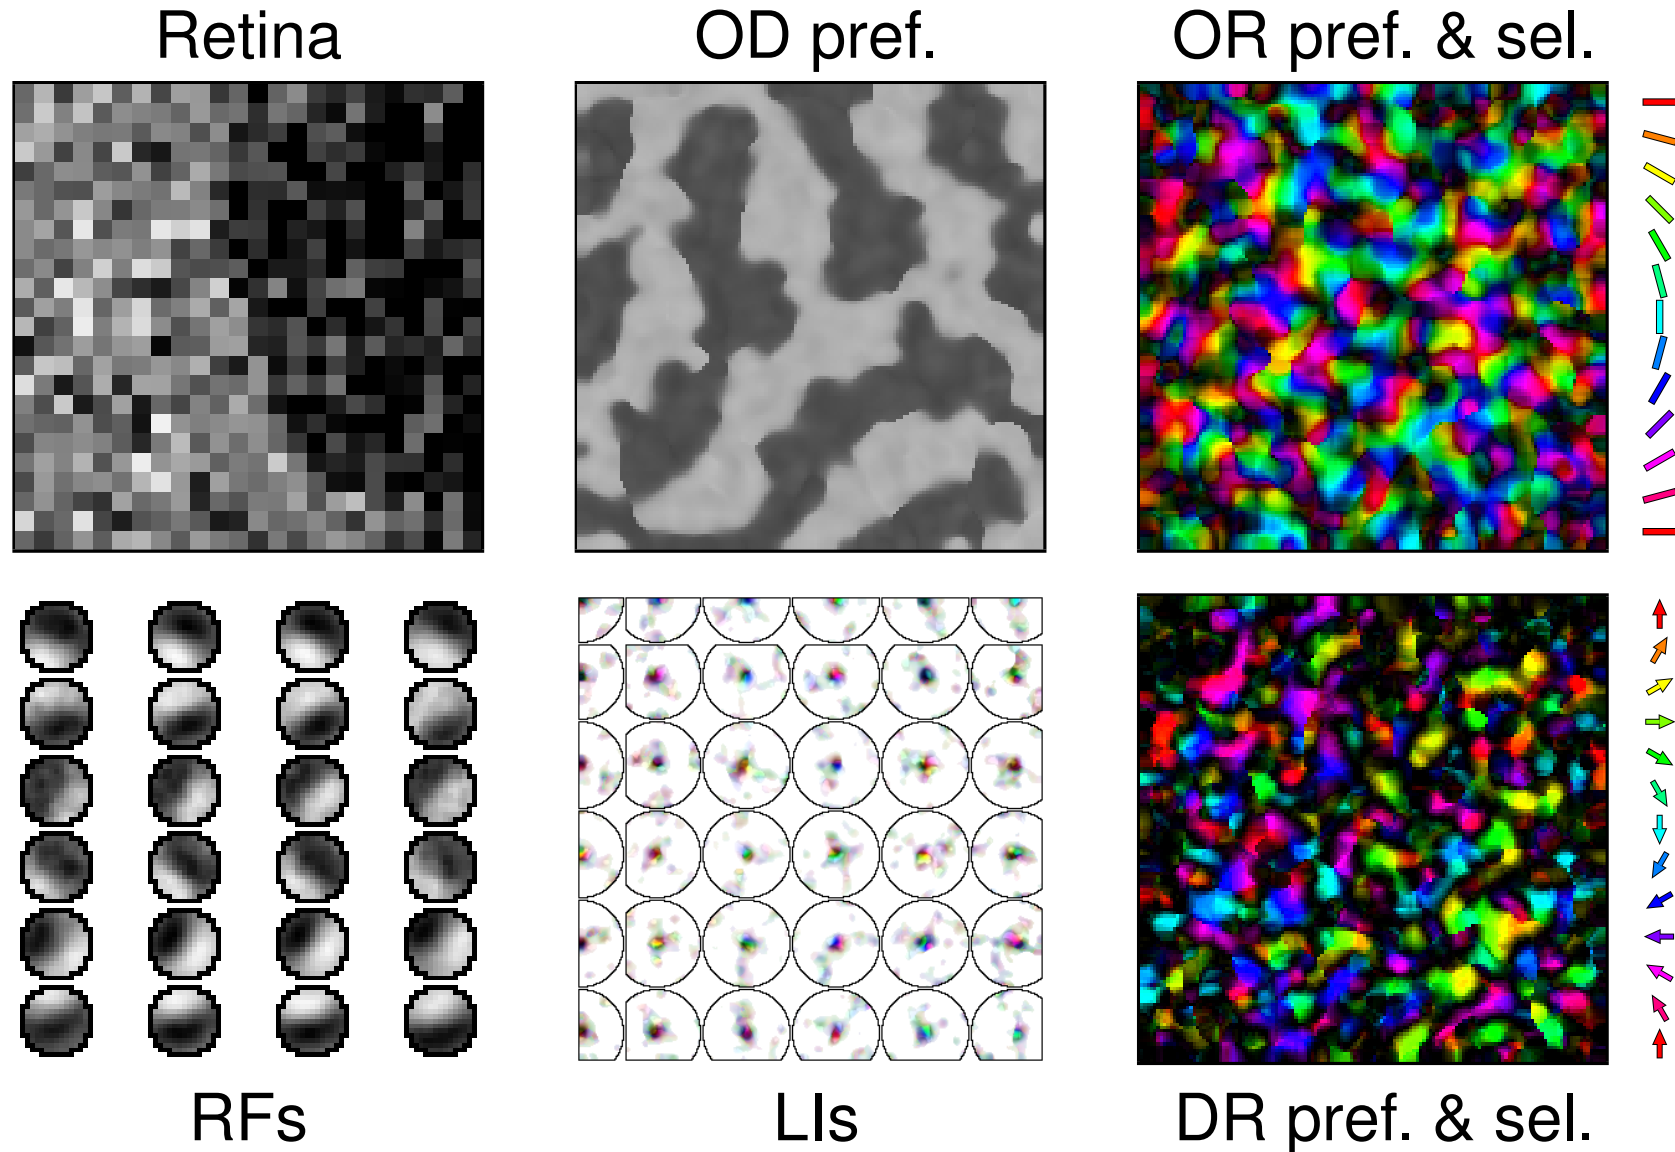 Retina
OD pref.
OR pref. & sel.
RFs
LIs
DR pref. & sel.